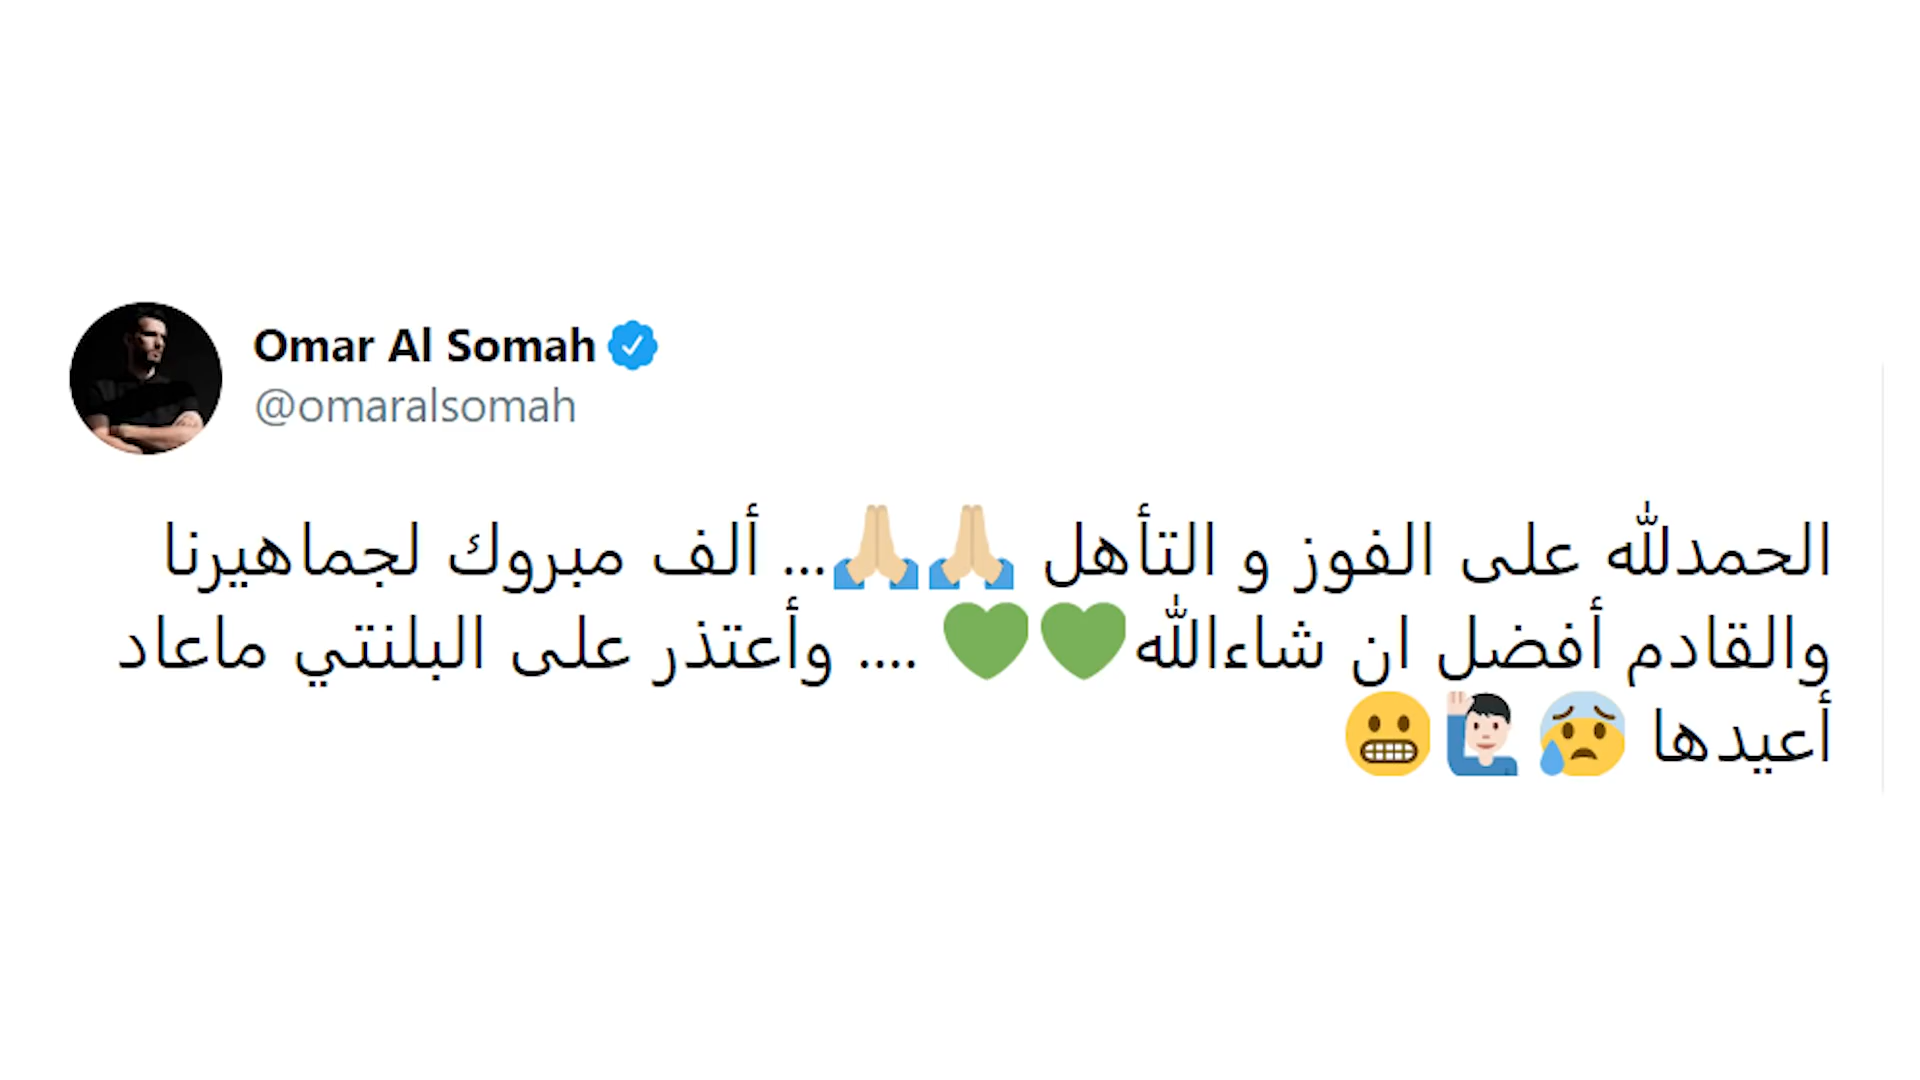 Omar Al Somah
@omaralsomah
الحمدلله على الفوز و التأهل 🙏🏼🙏🏼... ألف مبروك لجماهيرنا
والقادم أفضل ان شاءالله💚💚 .... وأعتذر على البلنتي ماعاد
أعيدها 😰🙋🏻‍♂️😬